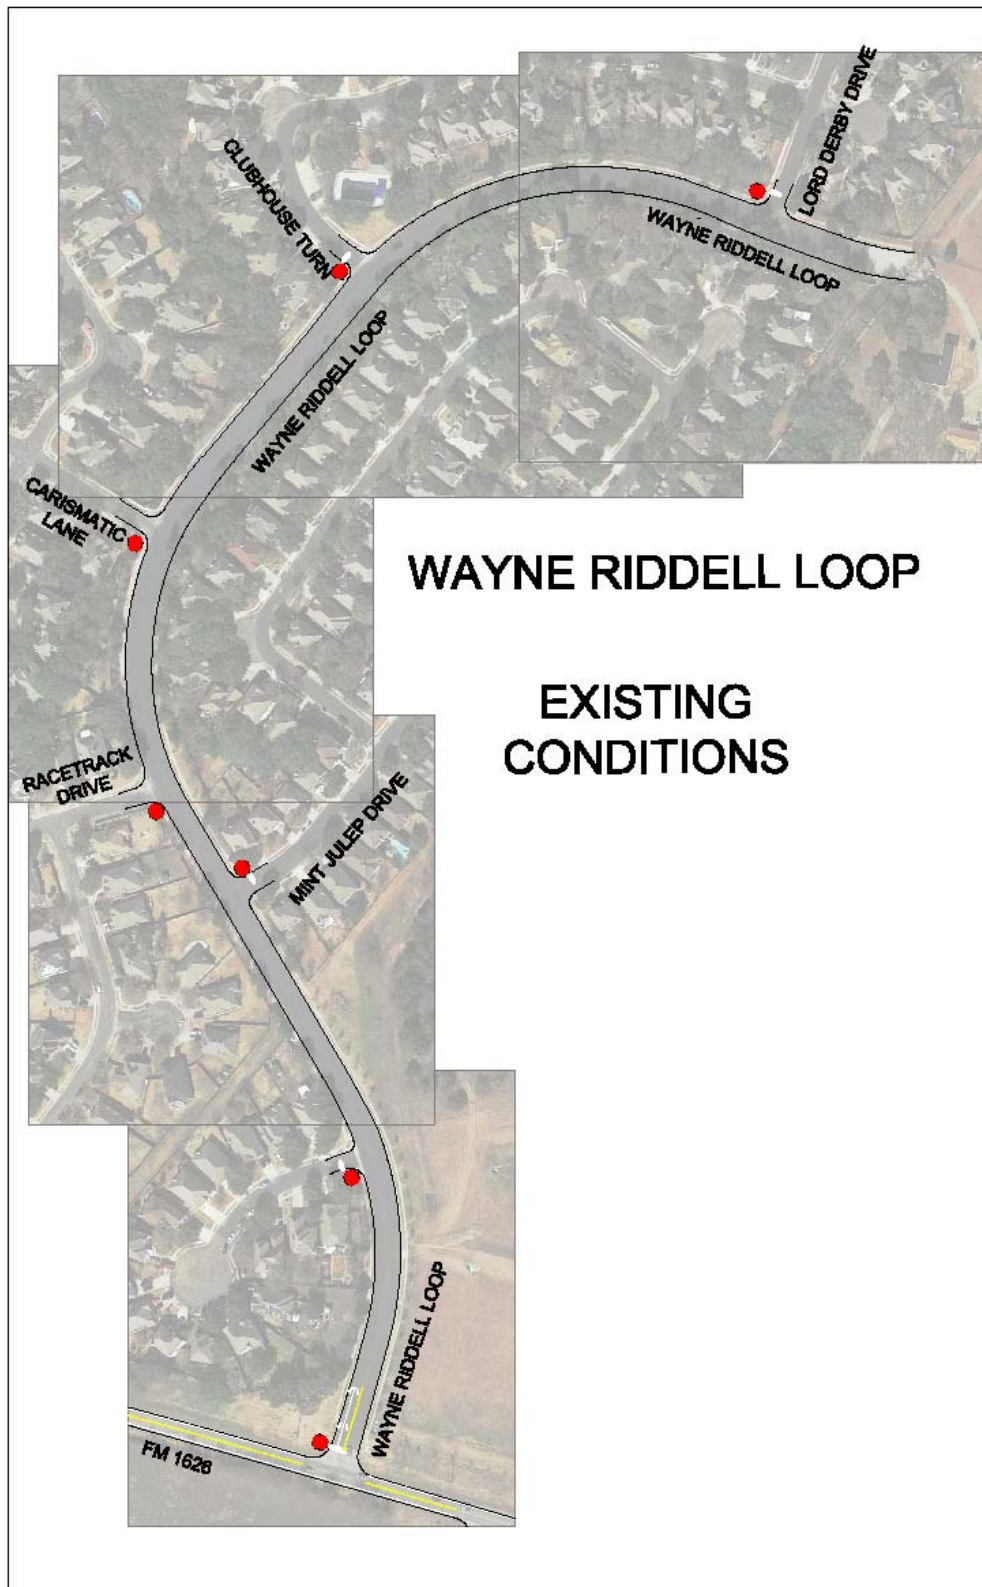 LORD DERBY DRIVE
CLUBHOUSE TURN
WAYNE RIDDELL LOOP
WAYNE RIDDELL LOOP
CARISMATIC
LANE
WAYNE RIDDELL LOOP
EXISTING
CONDITIONS
RACETRACK
DRIVE
MINT JULEP DRIVE
WAYNE RIDDELL LOOP
FM 1626